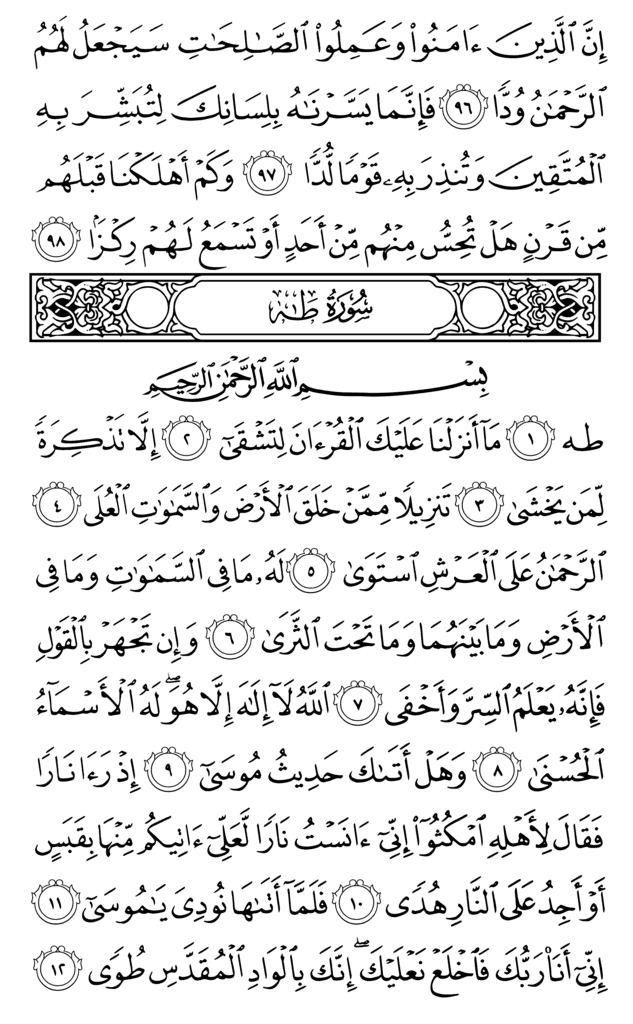 إِنَّ ٱلَّذِينَ ءَامَنُوا۟ وَعَمِلُوا۟ ٱلصَّـٰلِحَـٰتِ سَيَجْعَلُ لَهُمُ
ٱلرَّحْمَـٰنُ وُدًّا ٩٦ فَإِنَّمَا يَسَّرْنَـٰهُ بِلِسَانِكَ لِتُبَشِّرَ بِهِ
ٱلْمُتَّقِينَ وَتُنذِرَ بِهِۦ قَوْمًا لُّدًّا ٩٧ وَكَمْ أَهْلَكْنَا قَبْلَهُم
مِّن قَرْنٍ هَلْ تُحِسُّ مِنْهُم مِّنْ أَحَدٍ أَوْ تَسْمَعُ لَهُمْ رِكْزًۢا ٩٨
سُورَةُ طه
بِسْمِ ٱللَّهِ ٱلرَّحْمَـٰنِ ٱلرَّحِيمِ
طه ١ مَآ أَنزَلْنَا عَلَيْكَ ٱلْقُرْءَانَ لِتَشْقَىٰٓ ٢ إِلَّا تَذْكِرَةً
لِّمَن يَخْشَىٰ ٣ تَنزِيلًا مِّمَّنْ خَلَقَ ٱلْأَرْضَ وَٱلسَّمَـٰوَٰتِ ٱلْعُلَى ٤
ٱلرَّحْمَـٰنُ عَلَى ٱلْعَرْشِ ٱسْتَوَىٰ ٥ لَهُۥ مَا فِى ٱلسَّمَـٰوَٰتِ وَمَا فِى
ٱلْأَرْضِ وَمَا بَيْنَهُمَا وَمَا تَحْتَ ٱلثَّرَىٰ ٦ وَإِن تَجْهَرْ بِٱلْقَوْلِ
فَإِنَّهُۥ يَعْلَمُ ٱلسِّرَّ وَأَخْفَى ٧ ٱللَّهُ لَآ إِلَـٰهَ إِلَّا هُوَ ۖ لَهُ ٱلْأَسْمَآءُ
ٱلْحُسْنَىٰ ٨ وَهَلْ أَتَىٰكَ حَدِيثُ مُوسَىٰٓ ٩ إِذْ رَءَا نَارًا
فَقَالَ لِأَهْلِهِ ٱمْكُثُوٓا۟ إِنِّىٓ ءَانَسْتُ نَارًا لَّعَلِّىٓ ءَاتِيكُم مِّنْهَا بِقَبَسٍ
أَوْ أَجِدُ عَلَى ٱلنَّارِ هُدًى ١٠ فَلَمَّآ أَتَىٰهَا نُودِىَ يَـٰمُوسَىٰٓ ١١
إِنِّىٓ أَنَا۠ رَبُّكَ فَٱخْلَعْ نَعْلَيْكَ ۖ إِنَّكَ بِٱلْوَادِ ٱلْمُقَدَّسِ طُوًى ١٢